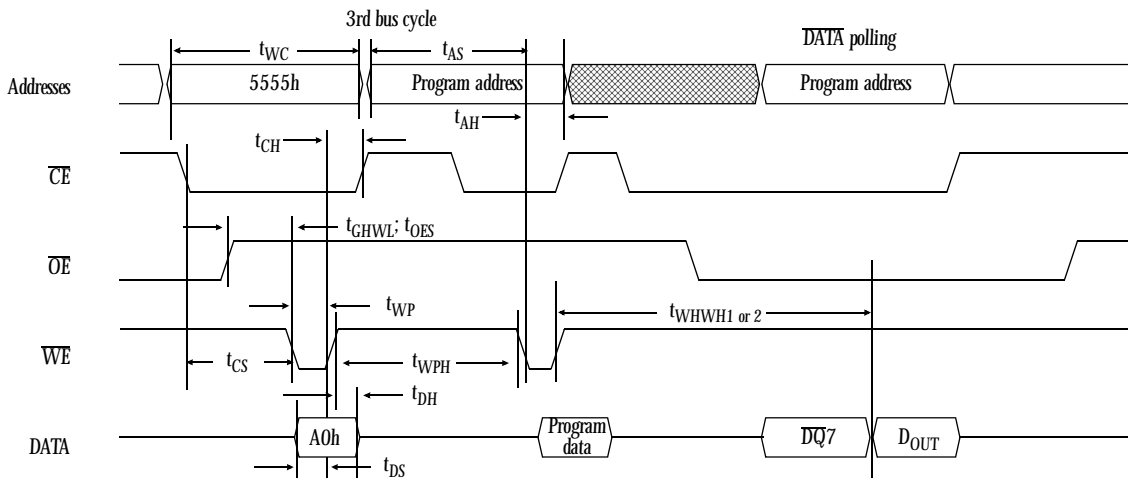 3rd bus cycle
tWC
tAS
DATA polling
Addresses
5555h
Program address
Program address
tAH
tCH
CE
tGHWL; tOES
OE
tWP
tWHWH1 or 2
WE
tCS
tWPH
tDH
DATA
A0h
Program data
DQ7
DOUT
tDS